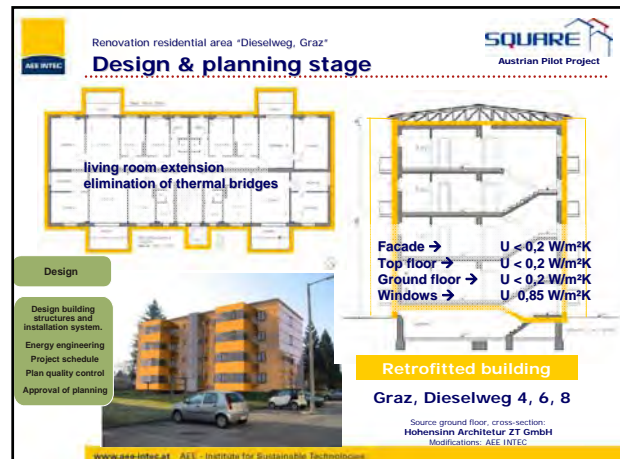 Renovation residential area "Dieselweg, Graz"
Design & planning stage
AEE INTEC
SQUARE
Austrian Pilot Project
living room extension
elimination of thermal bridges
Facade → U < 0,2 W/m²K
Top floor → U < 0,2 W/m²K
Ground floor → U < 0,2 W/m²K
Windows → U 0,85 W/m²K
Design
Design building
structures and
installation system.
Energy engineering
Project schedule
Plan quality control
Approval of planning
Retrofitted building
Graz, Dieselweg 4, 6, 8
Source ground floor, cross-section:
Hohensinn Architetur ZT GmbH
Modifications: AEE INTEC
www.aee-intec.at AEE - Institute for Sustainable Technologies